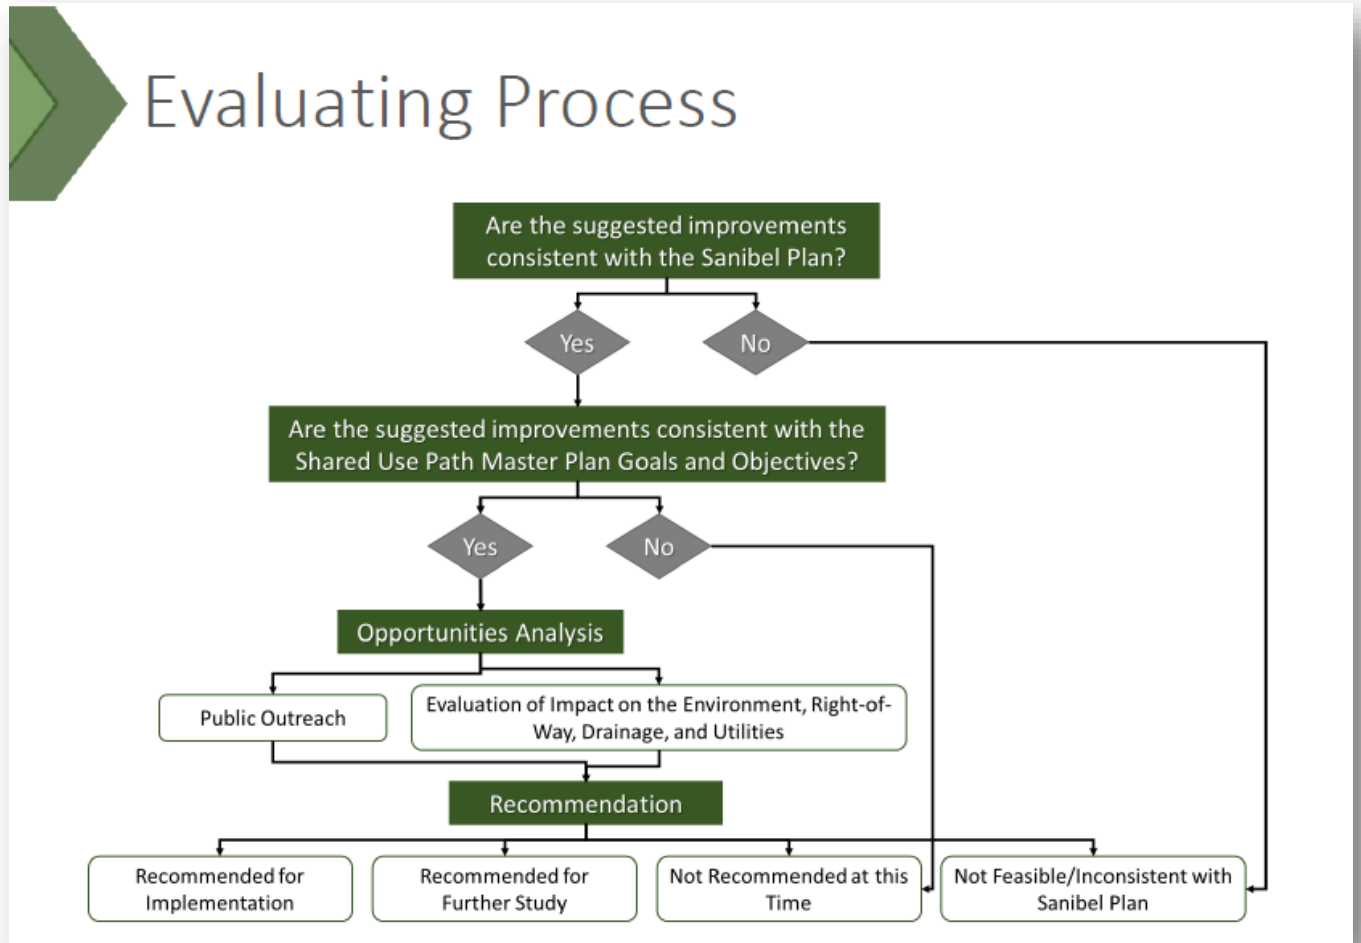 Evaluating Process
Are the suggested improvements
consistent with the Sanibel Plan?
Yes
No
Are the suggested improvements consistent with the
Shared Use Path Master Plan Goals and Objectives?
Yes
No
Opportunities Analysis
Public Outreach
Evaluation of Impact on the Environment, Right-of-
Way, Drainage, and Utilities
Recommendation
Recommended for
Implementation
Recommended for
Further Study
Not Recommended at this
Time
Not Feasible/Inconsistent with
Sanibel Plan